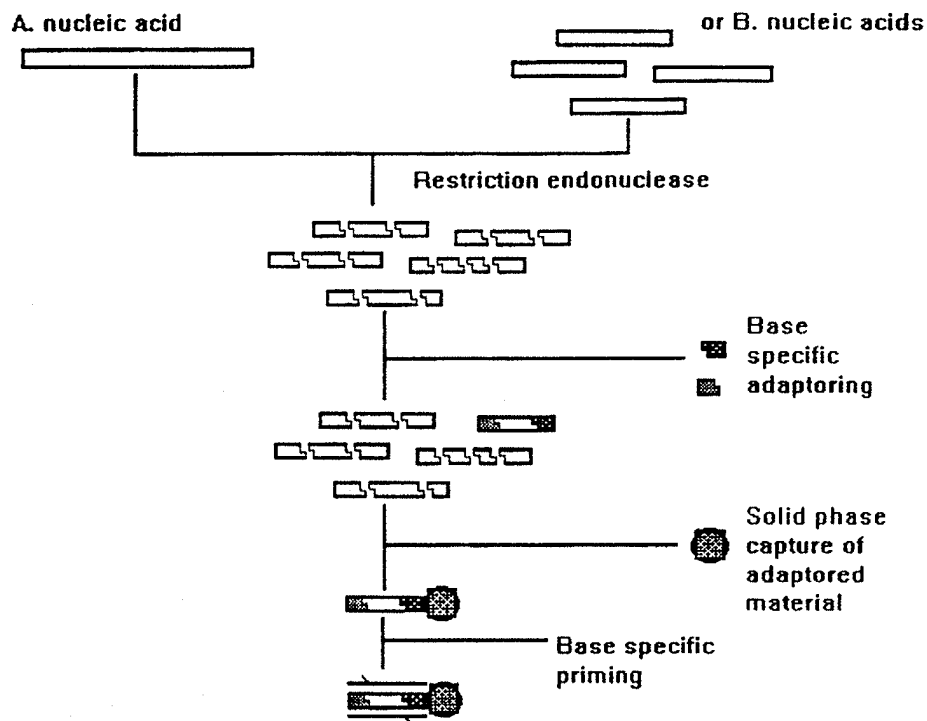 A. nucleic acid
or B. nucleic acids
Restriction endonuclease
Base
specific
adaptoring
Solid phase
capture of
adaptored
material
Base specific
priming